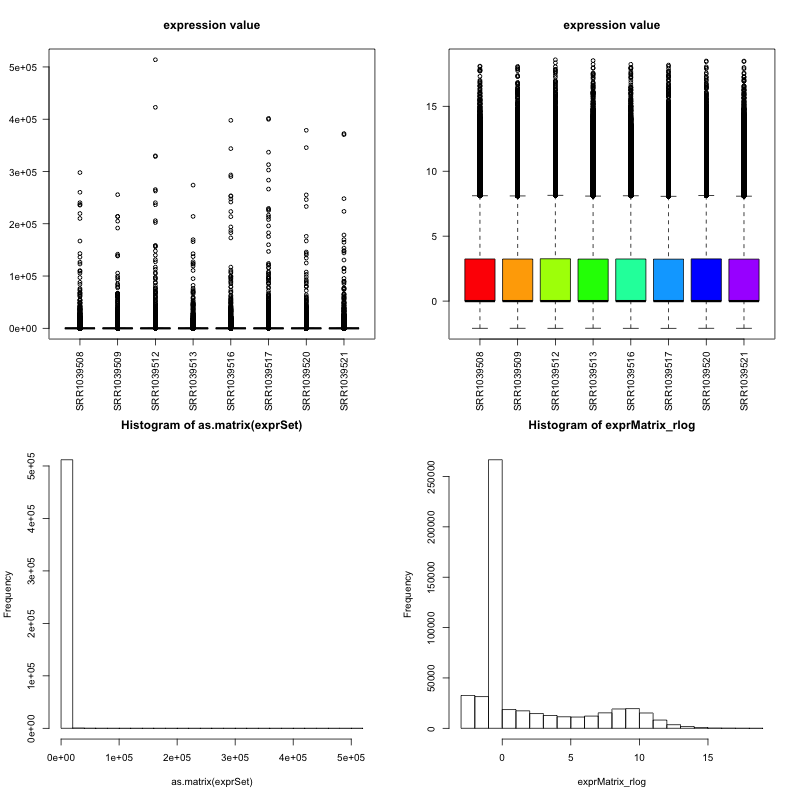 expression value
5e+05
4e+05
3e+05
2e+05
1e+05
0e+00
SRR1039508
SRR1039509
SRR1039512
SRR1039513
SRR1039516
SRR1039517
SRR1039520
SRR1039521
expression value
15
10
5
0
SRR1039508
SRR1039509
SRR1039512
SRR1039513
SRR1039516
SRR1039517
SRR1039520
SRR1039521
Histogram of as.matrix(exprSet)
Frequency
5e+05
4e+05
3e+05
2e+05
1e+05
0e+00
0e+00 1e+05 2e+05 3e+05 4e+05 5e+05
as.matrix(exprSet)
Histogram of exprMatrix_rlog
Frequency
250000
200000
150000
100000
50000
0
0 5 10 15
exprMatrix_rlog